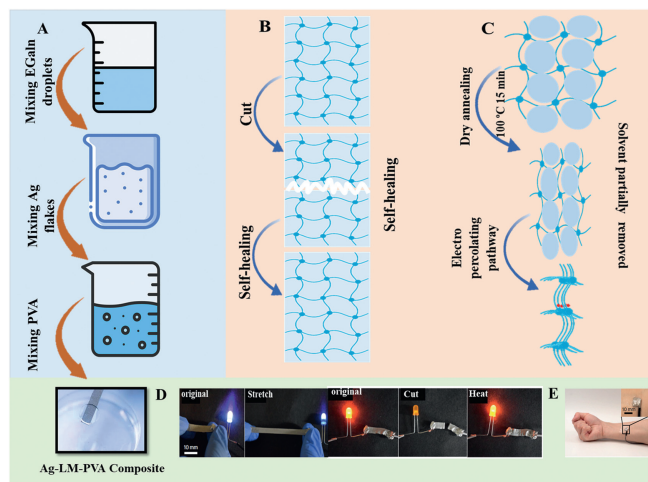 A
Mixing EGaIn
droplets
Mixing Ag
flakes
Mixing PVA
Ag-LM-PVA Composite
B
Cut
Self-healing
Self-healing
C
Dry annealing
100 °C 15 min
Electro
percolating
pathway
Solvent partially removed
D
original
10 mm
Stretch
original
Cut
Heat
E